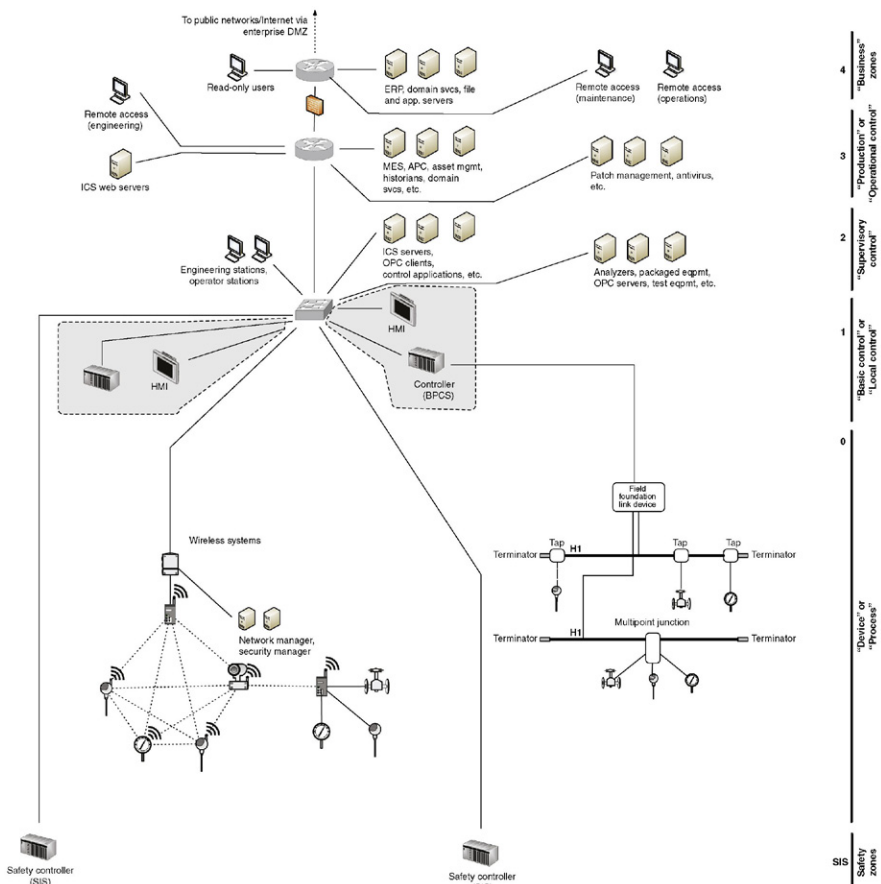 To public networks/Internet via
enterprise DMZ
Read-only users
ERP, domain svcs, file
and app. servers
Remote access
(maintenance)
Remote access
(operations)
4
"Business"
zones
Remote access
(engineering)
ICS web servers
MES, APC, asset mgmt,
historians, domain
svcs, etc.
Patch management, antivirus,
etc.
3
"Production" or
"Operational control"
Engineering stations,
operator stations
ICS servers,
OPC clients,
control applications, etc.
Analyzers, packaged eqpmt,
OPC servers, test eqpmt, etc.
2
"Supervisory
control"
HMI
HMI
Controller
(BPCS)
1
"Basic control" or
"Local control"
0
Field
foundation
link device
Wireless systems
Terminator
Tap
H1
Tap
Tap
Terminator
Network manager,
security manager
Multipoint junction
Terminator
H1
Terminator
"Device" or
"Process"
Safety controller
(SIS)
Safety controller
SIS
Safety
zones